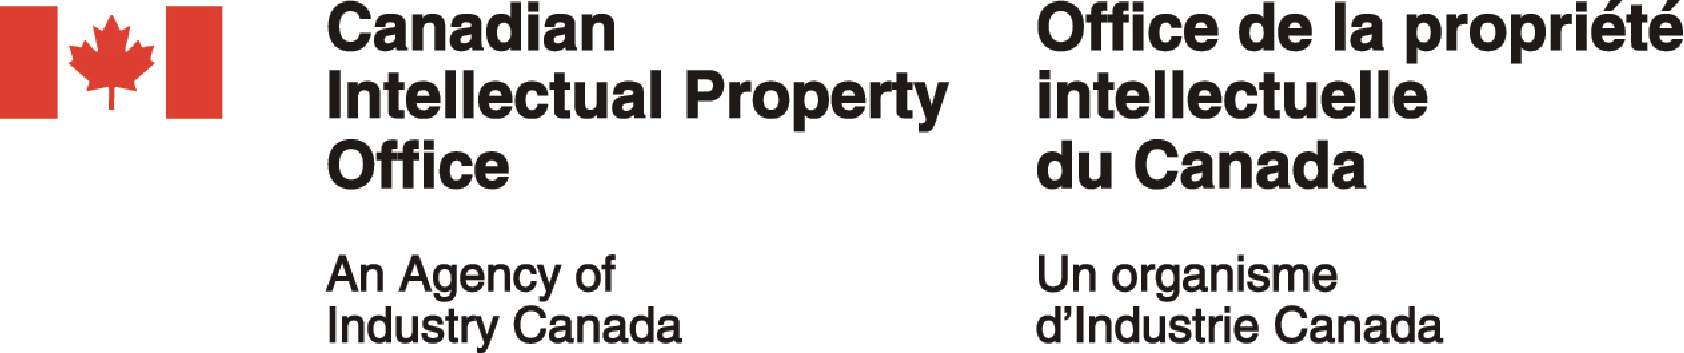 Canadian
Intellectual Property
Office
An Agency of
Industry Canada
Office de la propriété
intellectuelle
du Canada
Un organisme
d’Industrie Canada